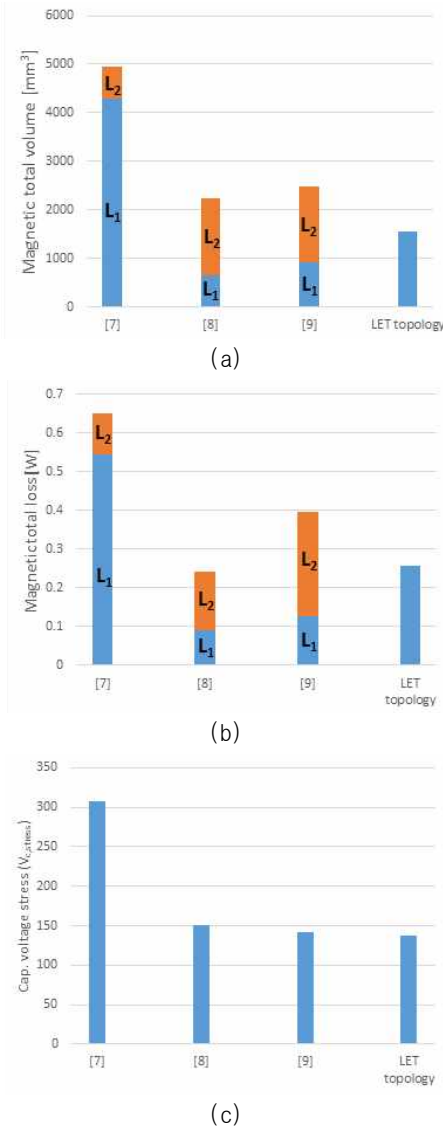 Magnetic total volume [mm³]
6000
5000
4000
3000
2000
1000
0
L₂
L₁
L₂
L₁
L₂
L₁
[7]
[8]
[9]
LET topology
(a)
Magnetic total loss[W]
0.7
0.6
0.5
0.4
0.3
0.2
0.1
0
L₂
L₁
L₂
L₁
L₂
L₁
[7]
[8]
[9]
LET
topology
(b)
Cap. voltage stress (Vc,stress)
350
300
250
200
150
100
50
0
[7]
[8]
[9]
LET
topology
(c)